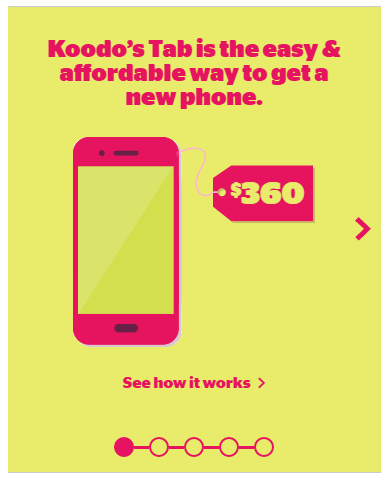 Koodo’s Tab is the easy &
affordable way to get a
new phone.
$360
See how it works